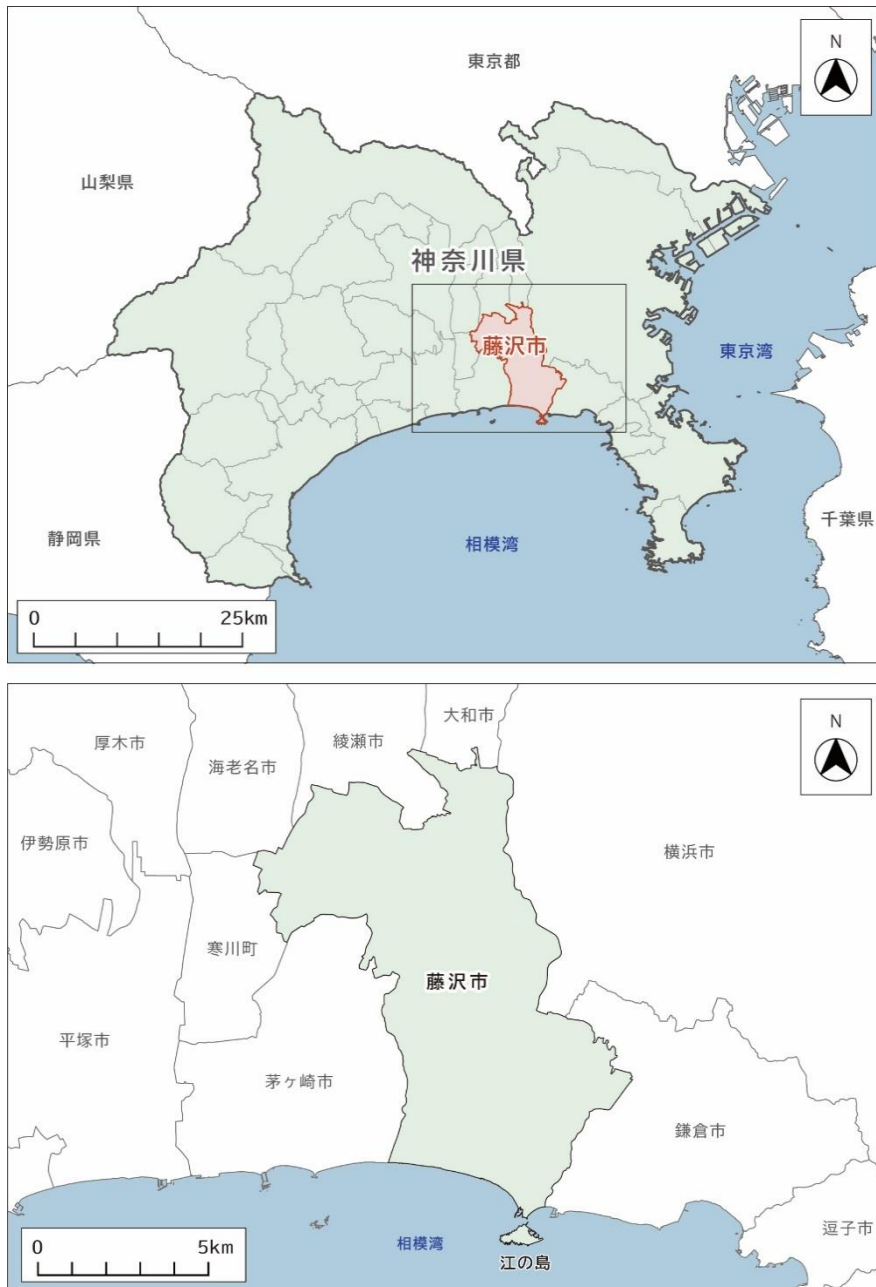 東京都
N
山梨県
神奈川県
藤沢市
東京湾
静岡県
相模湾
千葉県
0 25km
大和市
N
厚木市
綾瀬市
海老名市
伊勢原市
横浜市
寒川町
藤沢市
平塚市
茅ヶ崎市
鎌倉市
逗子市
0 5km
相模湾
江の島